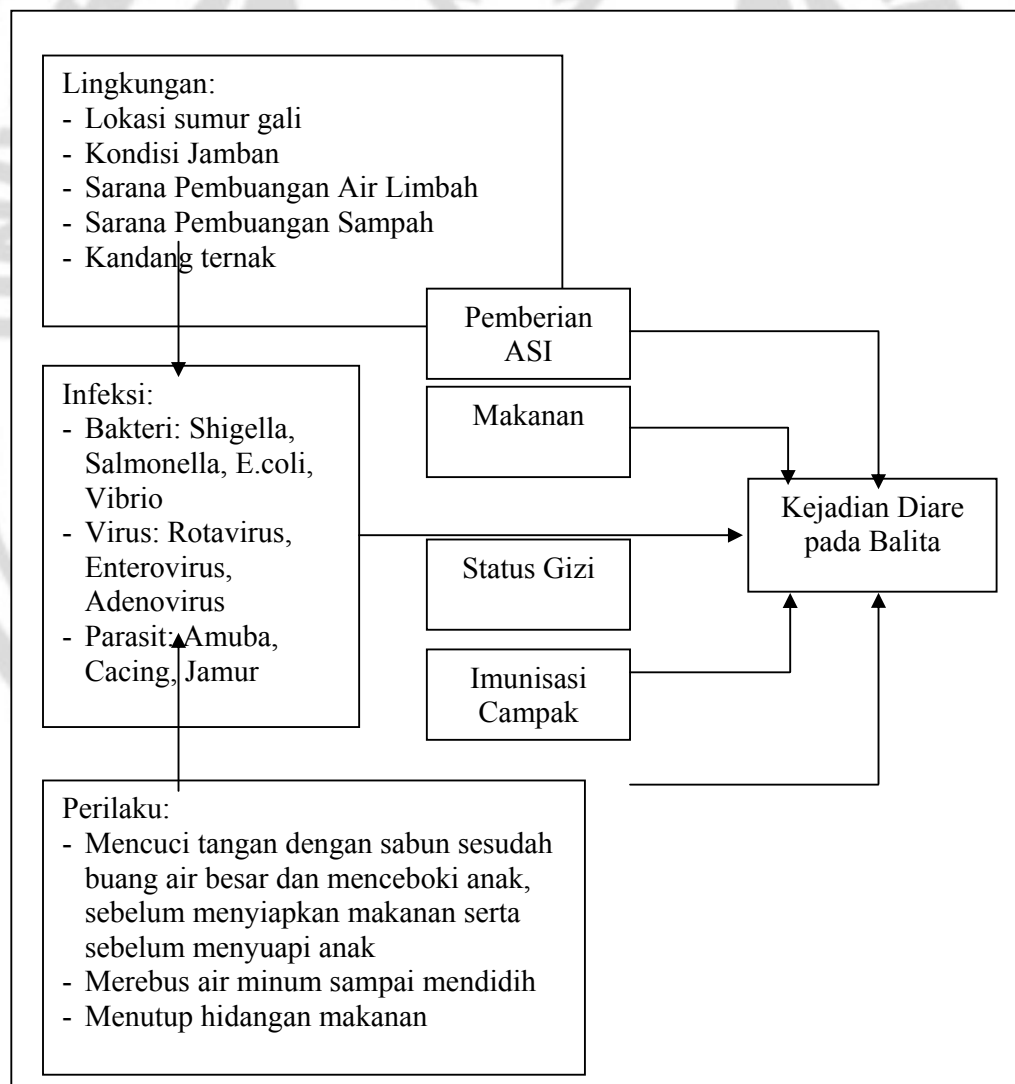 Lingkungan:
- Lokasi sumur gali
- Kondisi Jamban
- Sarana Pembuangan Air Limbah
- Sarana Pembuangan Sampah
- Kandang ternak
Pemberian
ASI
Infeksi:
- Bakteri: Shigella,
Salmonella, E.coli,
Vibrio
- Virus: Rotavirus,
Enterovirus,
Adenovirus
- Parasit: Amuba,
Cacing, Jamur
Makanan
Status Gizi
Imunisasi
Campak
Kejadian Diare
pada Balita
Perilaku:
- Mencuci tangan dengan sabun sesudah
buang air besar dan menceboki anak,
sebelum menyiapkan makanan serta
sebelum menyuapi anak
- Merebus air minum sampai mendidih
- Menutup hidangan makanan